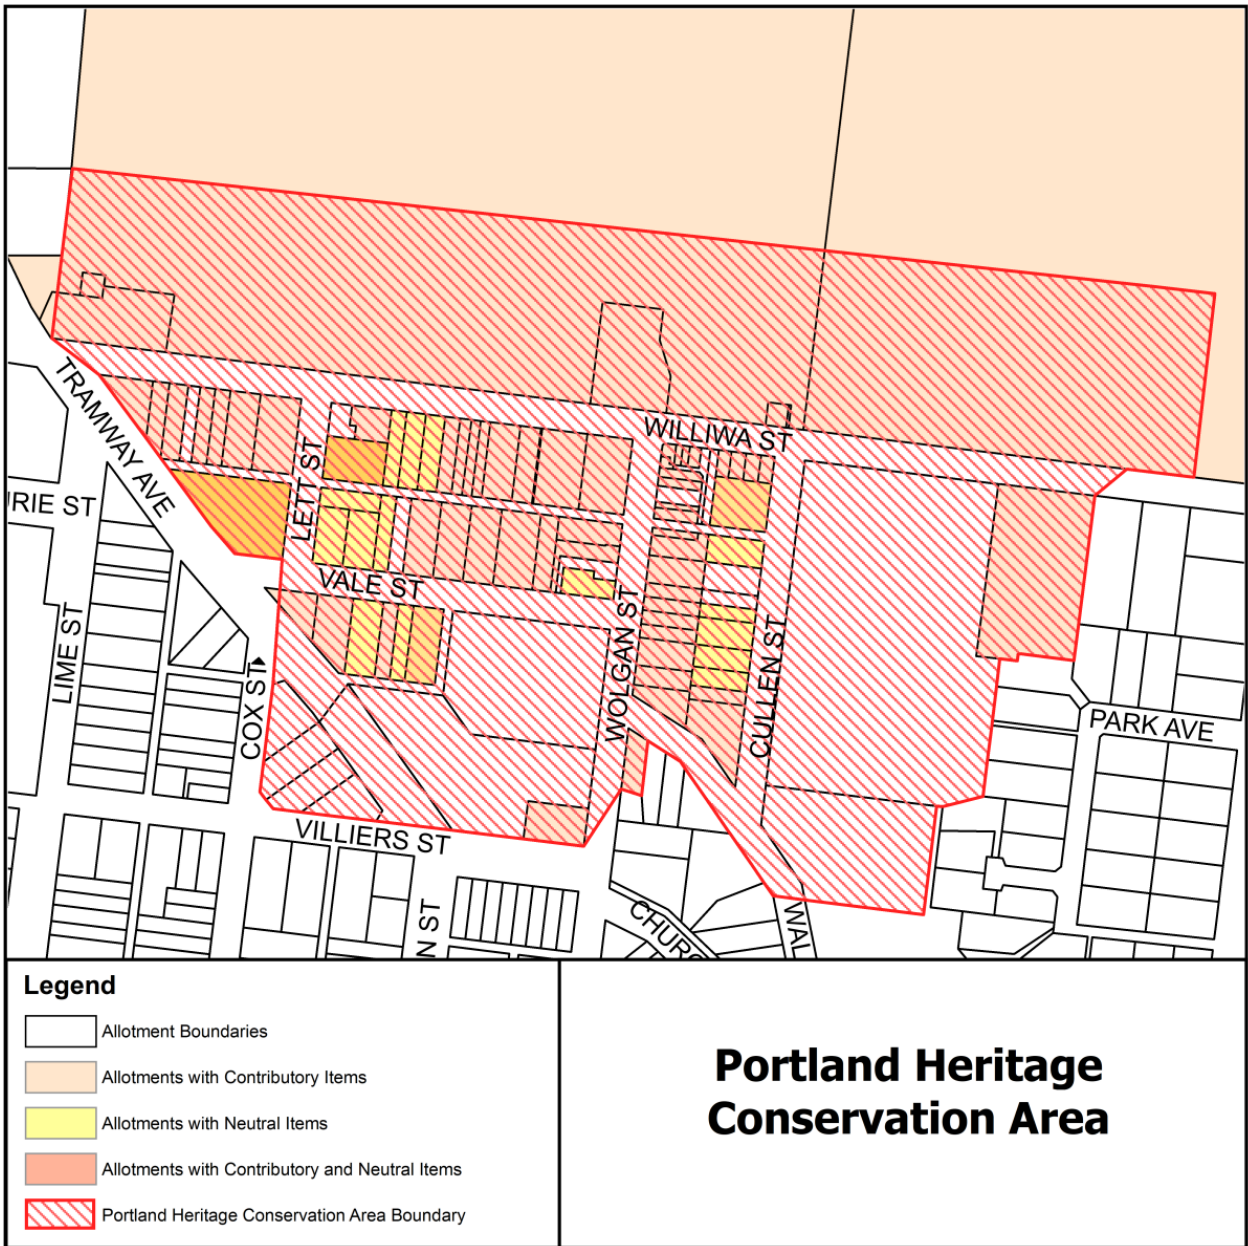 WILLIWA ST
TRAMWAY AVE
LETT ST
RIE ST
VALE ST
LIME ST
WOLGAN ST
CULLEN ST
COX ST
PARK AVE
VILLIERS ST
N ST
CHURC
WAL
Legend
Allotment Boundaries
Allotments with Contributory Items
Allotments with Neutral Items
Allotments with Contributory and Neutral Items
Portland Heritage Conservation Area Boundary
Portland Heritage
Conservation Area